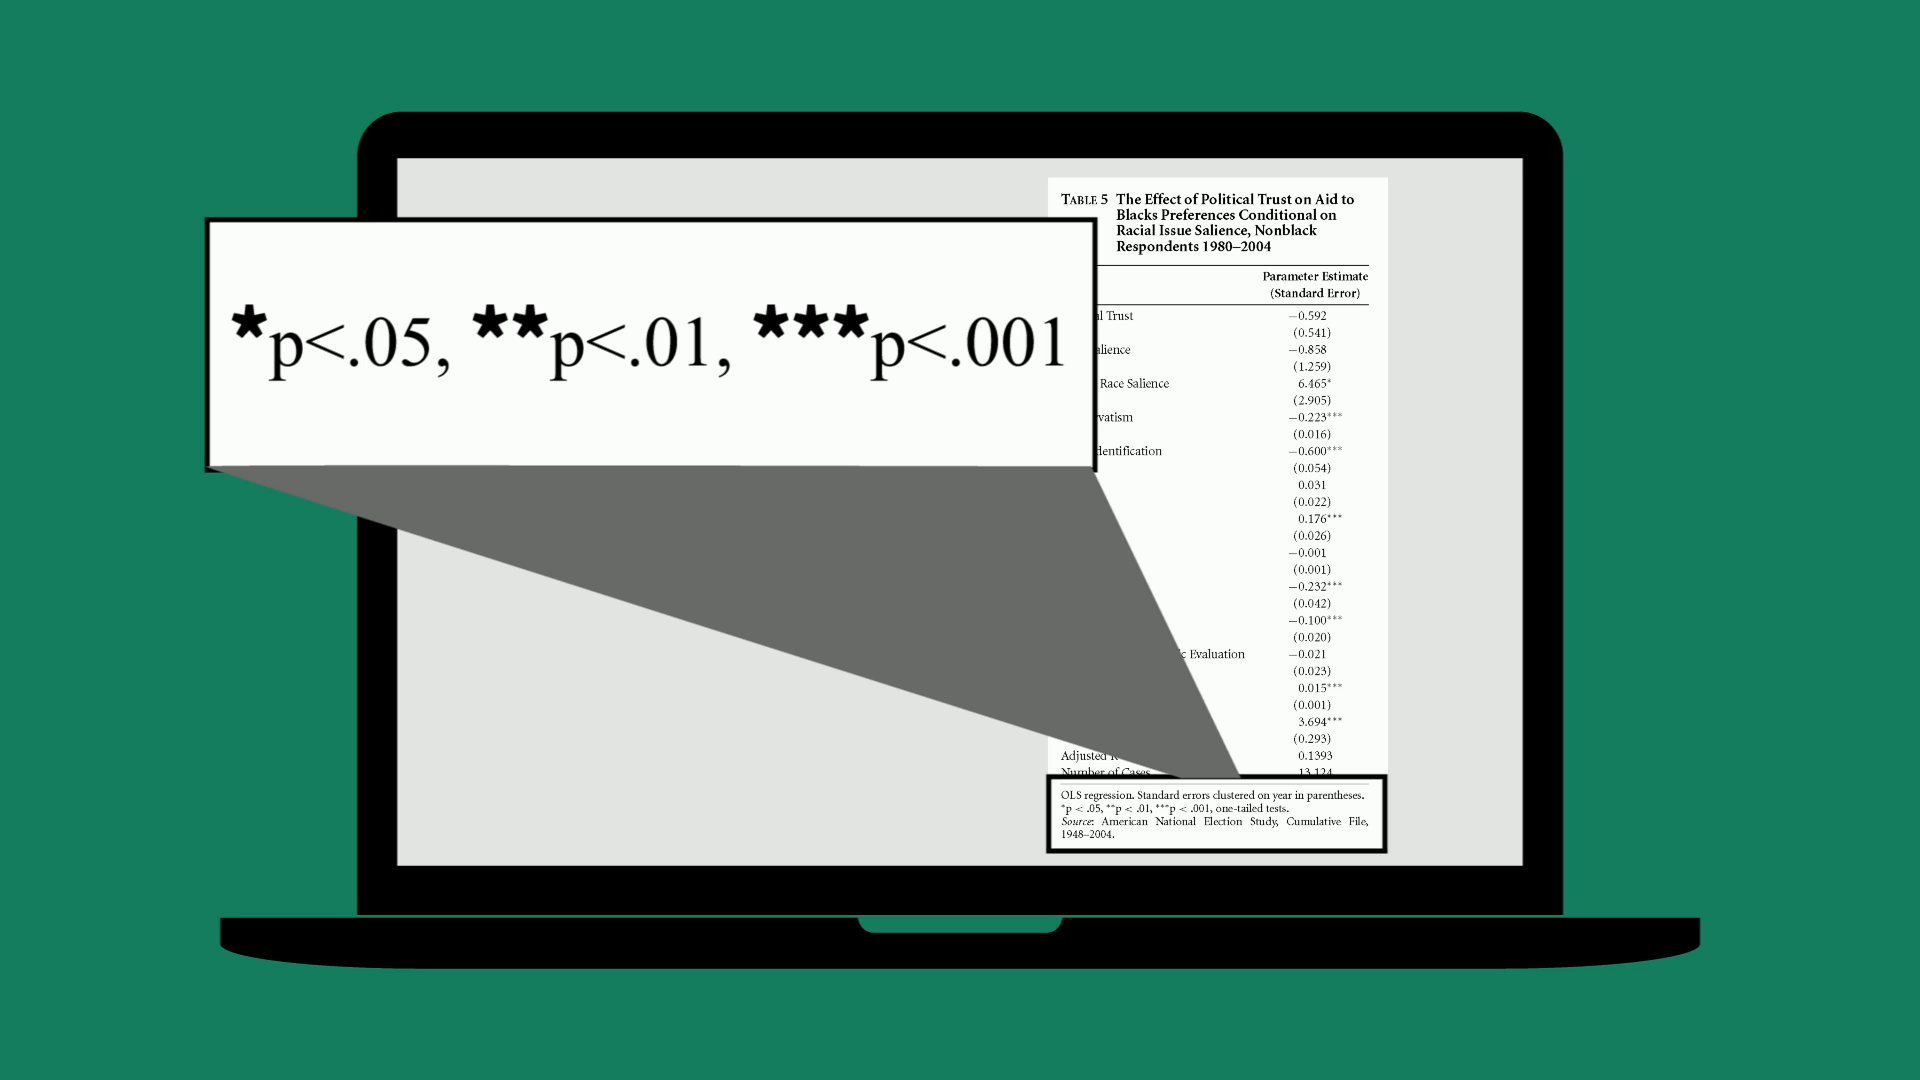 *p<.05, **p<.01, ***p<.001
TABLE 5 The Effect of Political Trust on Aid to
Blacks Preferences Conditional on
Racial Issue Salience, Nonblack
Respondents 1980–2004
Parameter Estimate
(Standard Error)
Trust −0.592
(0.541)
−0.858
(1.259)
Race Salience 6.465*
(2.905)
−0.223***
(0.016)
−0.600***
(0.054)
0.031
(0.022)
0.176***
(0.026)
−0.001
(0.001)
−0.232***
(0.042)
−0.100***
(0.020)
Evaluation −0.021
(0.023)
0.015***
(0.001)
3.694***
(0.293)
Adjusted 0.1393
Number of Cases 13,124
OLS regression. Standard errors clustered on year in parentheses.
*p < .05, **p < .01, ***p < .001, one-tailed tests.
Source: American National Election Study, Cumulative File,
1948–2004.